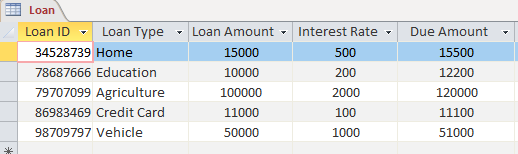 Loan
Loan ID Loan Type Loan Amount Interest Rate Due Amount
34528739 Home 15000 500 15500
78687666 Education 10000 200 12200
79707099 Agriculture 100000 2000 120000
86983469 Credit Card 11000 100 11100
98709797 Vehicle 50000 1000 51000